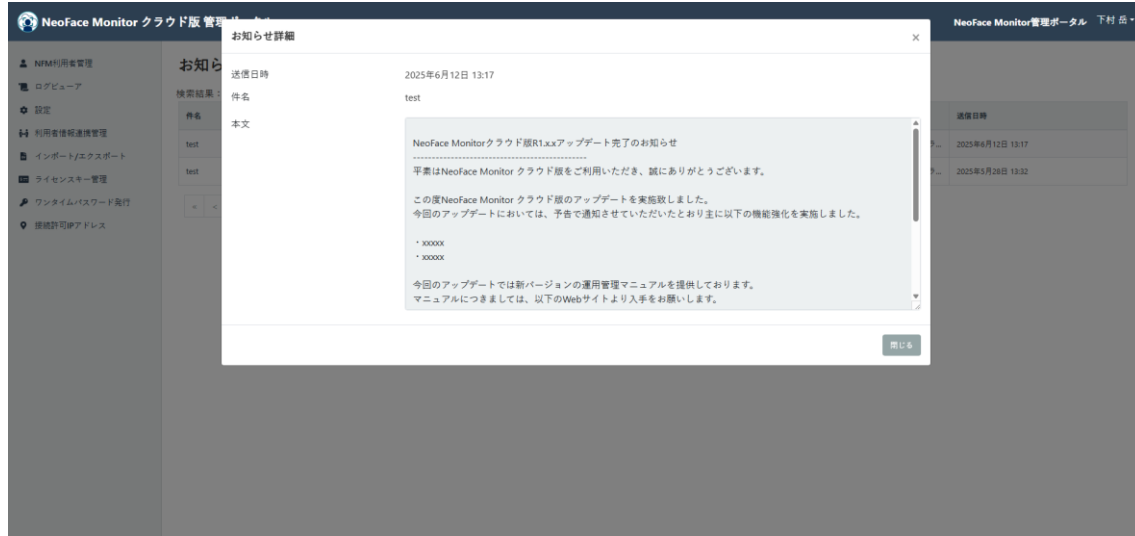 NeoFace Monitor クラウド版 管理
NeoFace Monitor管理ポータル
下村 岳
NFM利用者管理
ログビューア
設定
利用者情報連携管理
インポート/エクスポート
ライセンスキー管理
ワンタイムパスワード発行
接続許可IPアドレス
お知ら
検索結果:
件名
送信日時
test
ラ...
2025年6月12日 13:17
test
ラ...
2025年5月28日 13:32
«
<
お知らせ詳細
×
送信日時
2025年6月12日 13:17
件名
test
本文
NeoFace Monitorクラウド版R1.x.xアップデート完了のお知らせ
----------------------------------------------
平素はNeoFace Monitor クラウド版をご利用いただき、誠にありがとうございます。
この度NeoFace Monitor クラウド版のアップデートを実施致しました。
今回のアップデートにおいては、予告で通知させていただいたとおり主に以下の機能強化を実施しました。
・xxxxx
・xxxxx
今回のアップデートでは新バージョンの運用管理マニュアルを提供しております。
マニュアルにつきましては、以下のWebサイトより入手をお願いします。
閉じる